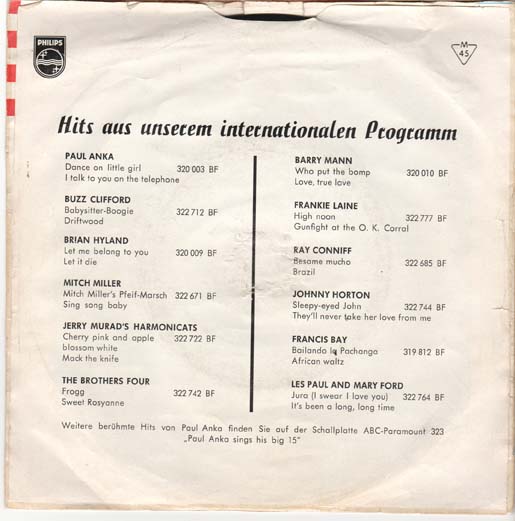 PHILIPS
M
45
Hits aus unserem internationalen Programm
PAUL ANKA
Dance on little girl 320 003 BF
I talk to you on the telephone
BUZZ CLIFFORD
Babysitter-Boogie 322 712 BF
Driftwood
BRIAN HYLAND
Let me belong to you 320 009 BF
Let it die
MITCH MILLER
Mitch Miller's Pfeif-Marsch 322 671 BF
Sing song baby
JERRY MURAD'S HARMONICATS
Cherry pink and apple 322 722 BF
blossom white
Mack the knife
THE BROTHERS FOUR
Frogg 322 742 BF
Sweet Rosyanne
BARRY MANN
Who put the bomp 320 010 BF
Love, true love
FRANKIE LAINE
High noon 322 777 BF
Gunfight at the O. K. Corral
RAY CONNIFF
Besame mucho 322 685 BF
Brazil
JOHNNY HORTON
Sleepy-eyed John 322 744 BF
They'll never take her love from me
FRANCIS BAY
Bailando la Pachanga 319 812 BF
African waltz
LES PAUL AND MARY FORD
Jura (I swear I love you) 322 764 BF
It's been a long, long time
Weitere berühmte Hits von Paul Anka finden Sie auf der Schallplatte ABC-Paramount 323
„Paul Anka sings his big 15"